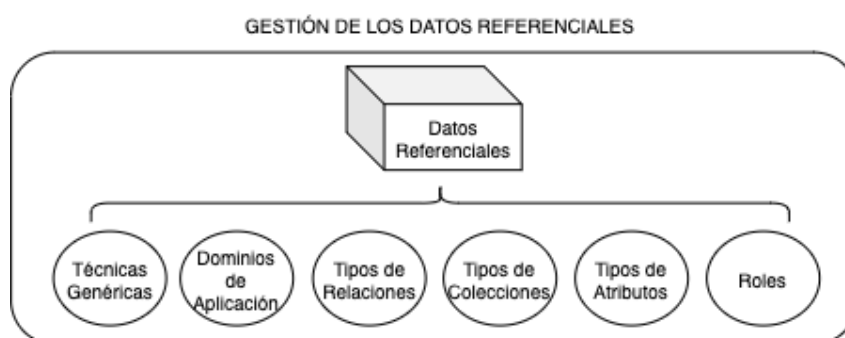 GESTIÓN DE LOS DATOS REFERENCIALES
Datos
Referenciales
Técnicas
Genéricas
Dominios
de
Aplicación
Tipos de
Relaciones
Tipos de
Colecciones
Tipos de
Atributos
Roles